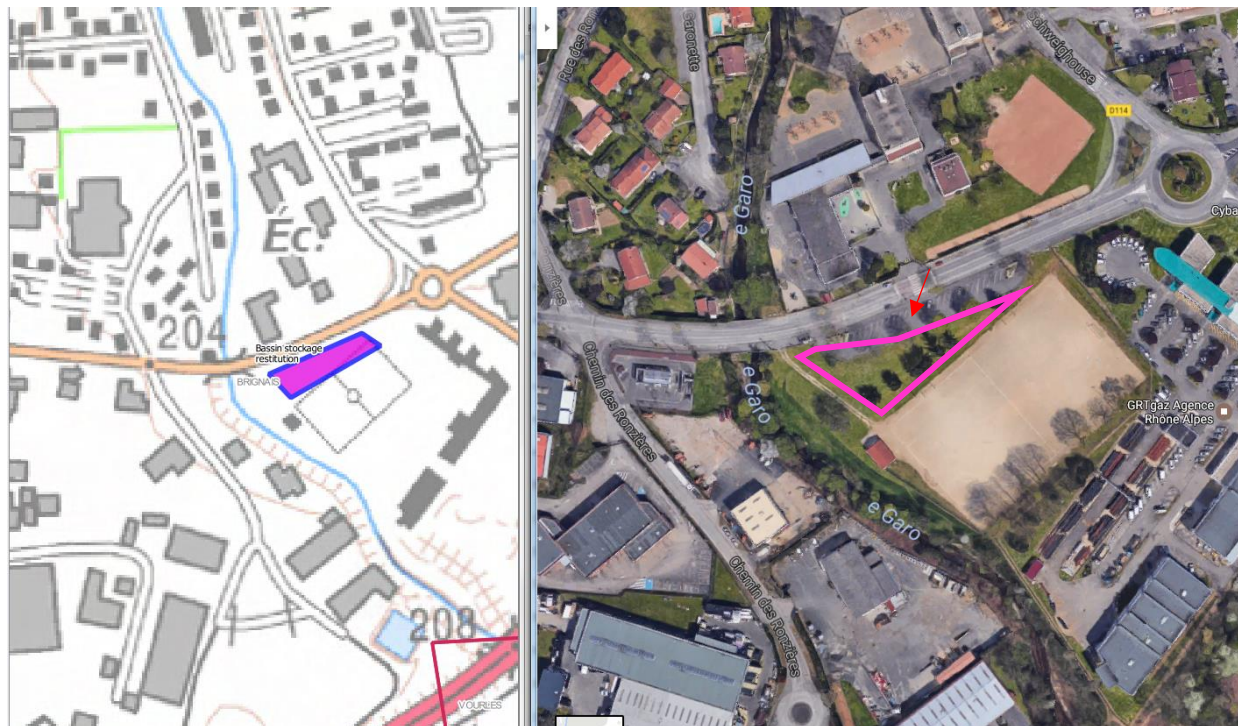 204
Éc.
Bassin stockage
restitution
BRIGNAIS
208
VOURLES
Rue des Ro
Garonette
Schweighouse
D114
e Garo
Cyba
ières
Chemin des Ronzières
e Garo
GRTgaz Agence
Rhône Alpes
e Garo
Chemin des Ronzières